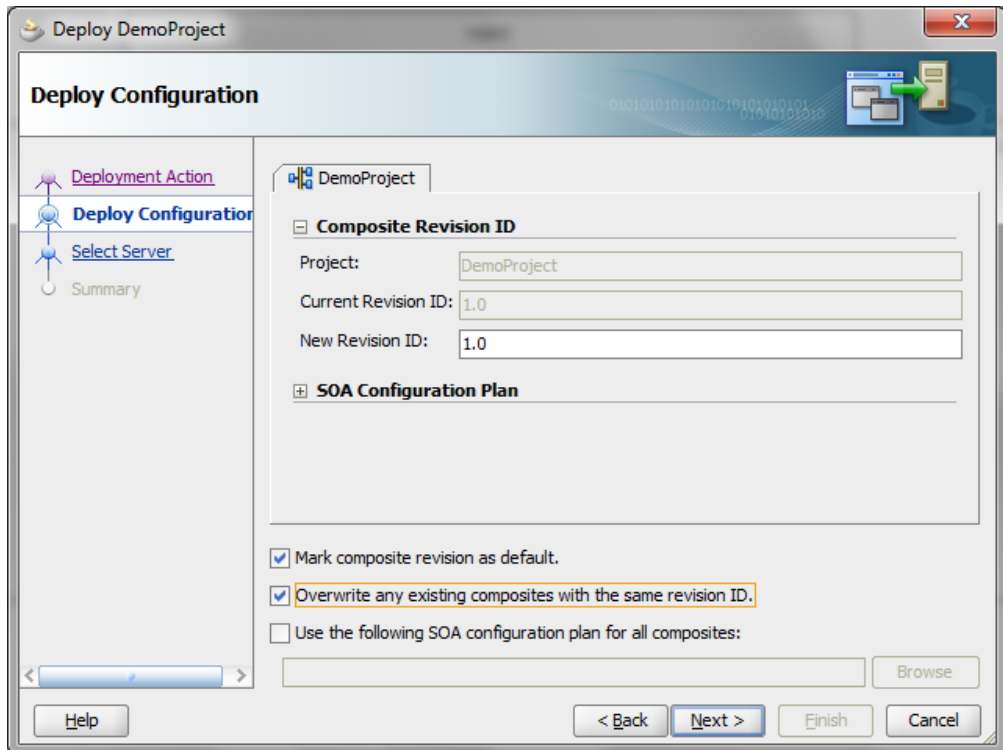 Deploy DemoProject
Deploy Configuration
010101010101010101010101
01010101010
Deployment Action
Deploy Configuration
Select Server
Summary
DemoProject
Composite Revision ID
Project: DemoProject
Current Revision ID: 1.0
New Revision ID: 1.0
SOA Configuration Plan
Mark composite revision as default.
Overwrite any existing composites with the same revision ID.
Use the following SOA configuration plan for all composites:
Browse
Help < Back Next > Finish Cancel